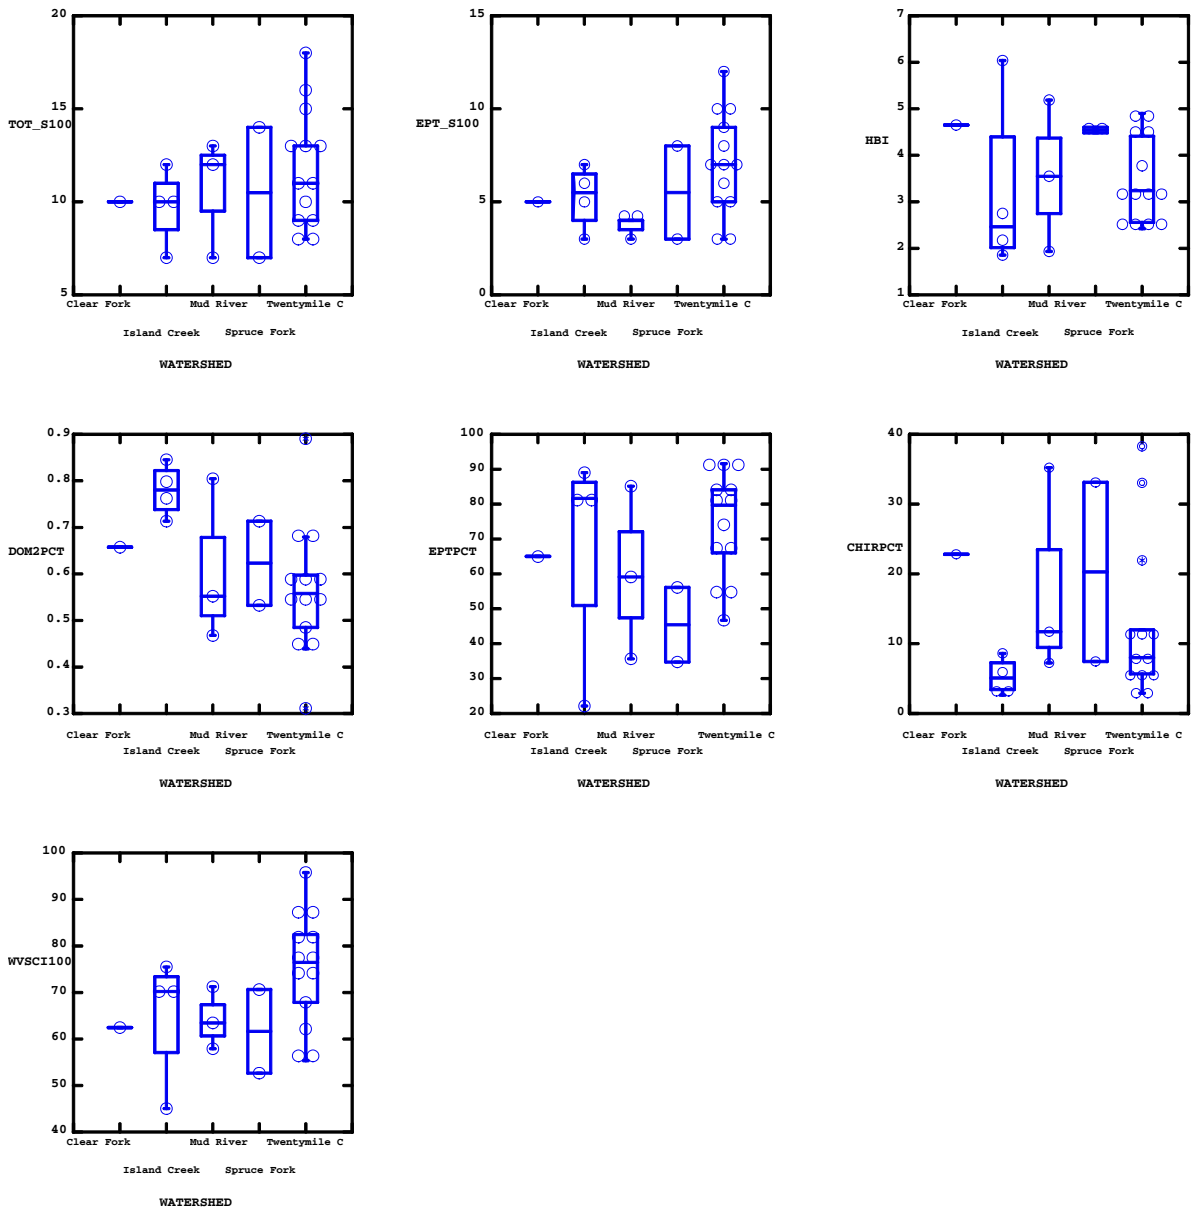 20
15
TOT_S100
10
5
Clear Fork Mud River Twentymile C
Island Creek Spruce Fork
WATERSHED
15
10
EPT_S100
5
0
Clear Fork Mud River Twentymile C
Island Creek Spruce Fork
WATERSHED
7
6
5
HBI
4
3
2
1
Clear Fork Mud River Twentymile C
Island Creek Spruce Fork
WATERSHED
0.9
0.8
0.7
DOM2PCT
0.6
0.5
0.4
0.3
Clear Fork Mud River Twentymile C
Island Creek Spruce Fork
WATERSHED
100
90
80
70
EPTPCT
60
50
40
30
20
Clear Fork Mud River Twentymile C
Island Creek Spruce Fork
WATERSHED
40
30
CHIRPCT
20
10
0
Clear Fork Mud River Twentymile C
Island Creek Spruce Fork
WATERSHED
100
90
80
WVSCI100
70
60
50
40
Clear Fork Mud River Twentymile C
Island Creek Spruce Fork
WATERSHED